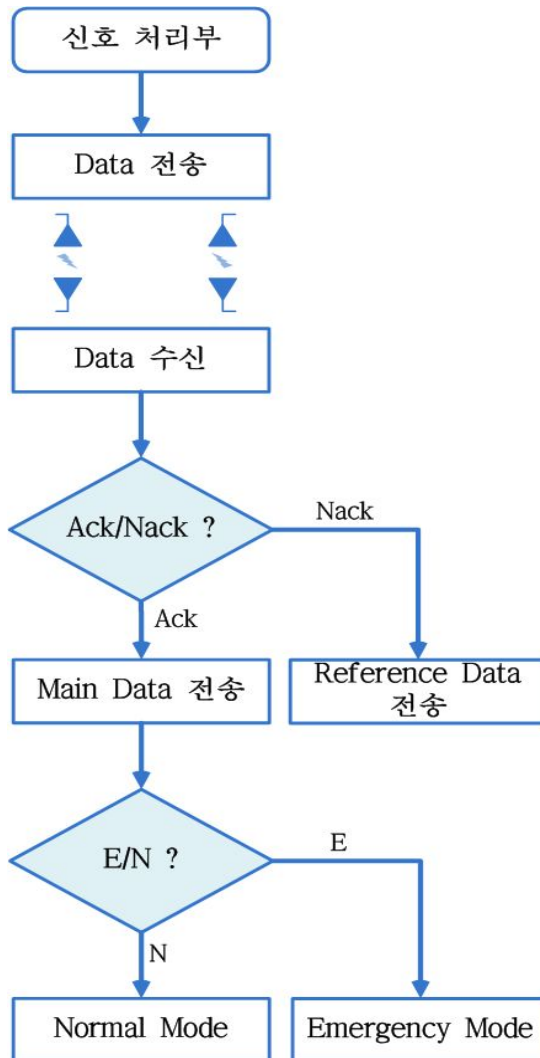 신호 처리부
Data 전송
Data 수신
Ack/Nack ?
Nack
Ack
Main Data 전송
Reference Data
전송
E/N ?
E
N
Normal Mode
Emergency Mode